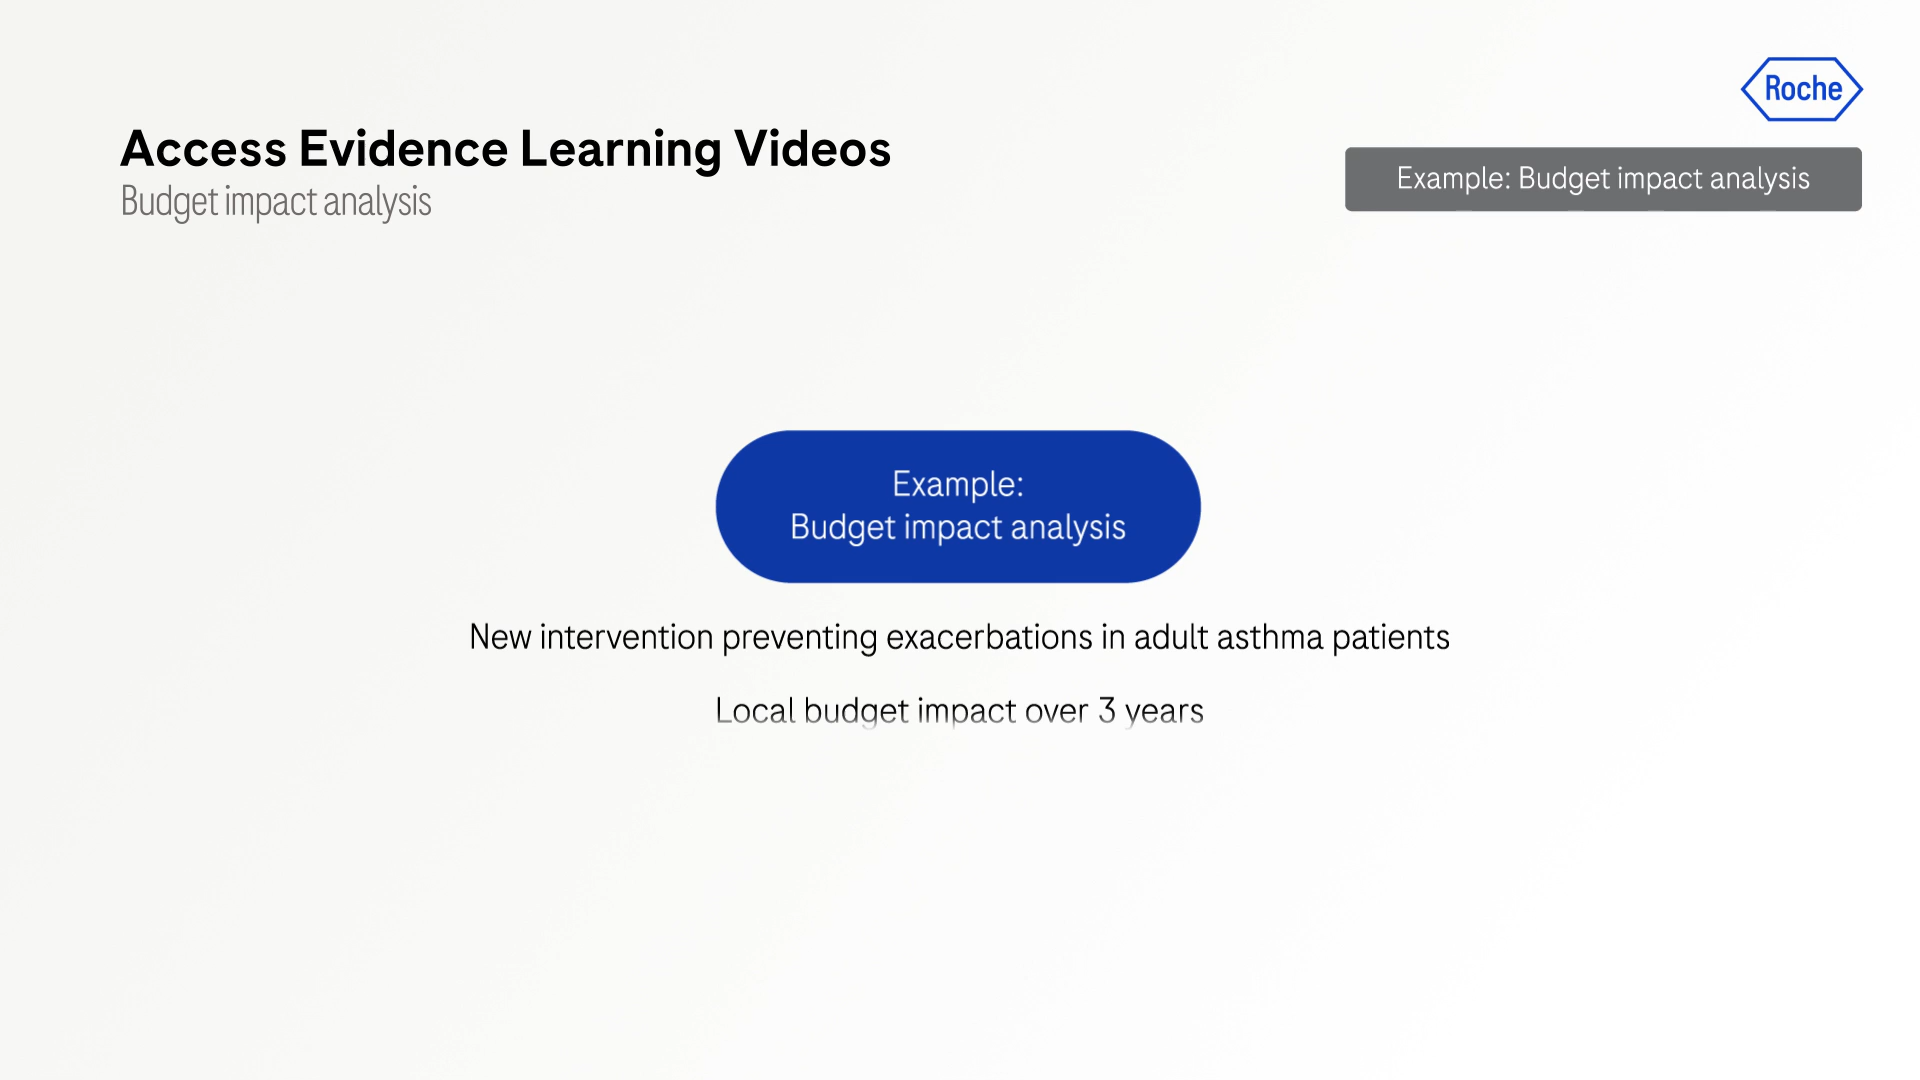 Roche
Access Evidence Learning Videos
Budget impact analysis
Example: Budget impact analysis
Example:
Budget impact analysis
New intervention preventing exacerbations in adult asthma patients
Local budget impact over 3 years